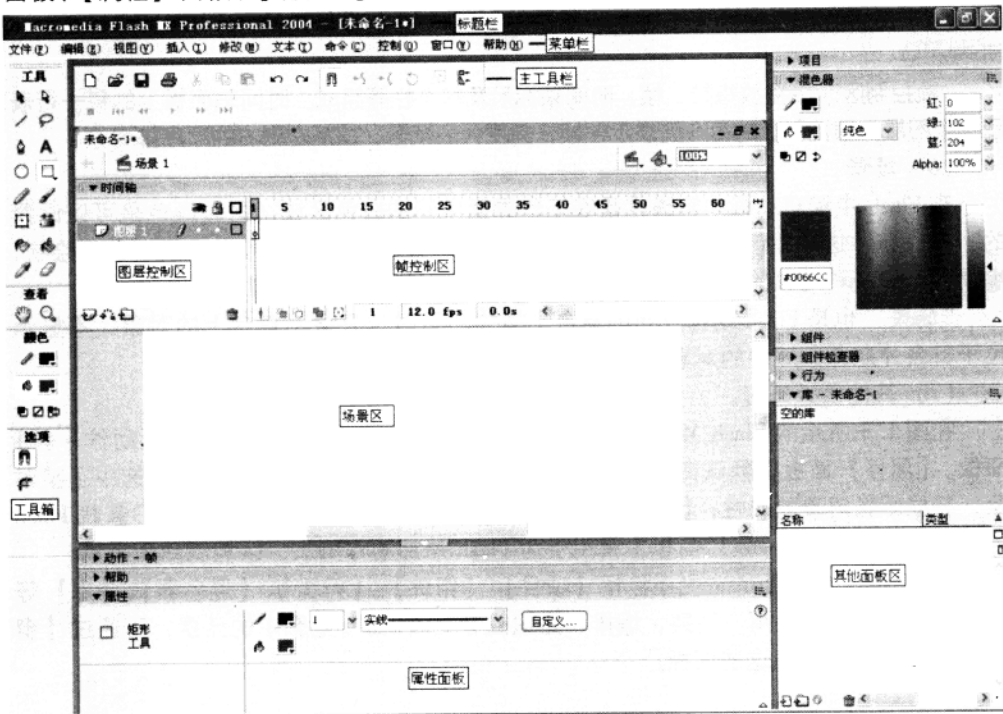 Macromedia Flash MX Professional 2004 - [未命名-1*]
标题栏
文件(F) 编辑(E) 视图(V) 插入(I) 修改(M) 文本(T) 命令(C) 控制(O) 窗口(W) 帮助(H)
菜单栏
工具
主工具栏
项目
混色器
红: 0
绿: 102
蓝: 204
Alpha: 100%
纯色
#0066CC
未命名-1*
场景 1
100%
时间轴
5 10 15 20 25 30 35 40 45 50 55 60
图层 1
图层控制区
帧控制区
1 12.0 fps 0.0s
查看
颜色
选项
工具箱
场景区
组件
组件检查器
行为
库 - 未命名-1
空的库
名称 类型
其他面板区
动作 - 帧
帮助
属性
矩形
工具
1 实线 自定义...
属性面板